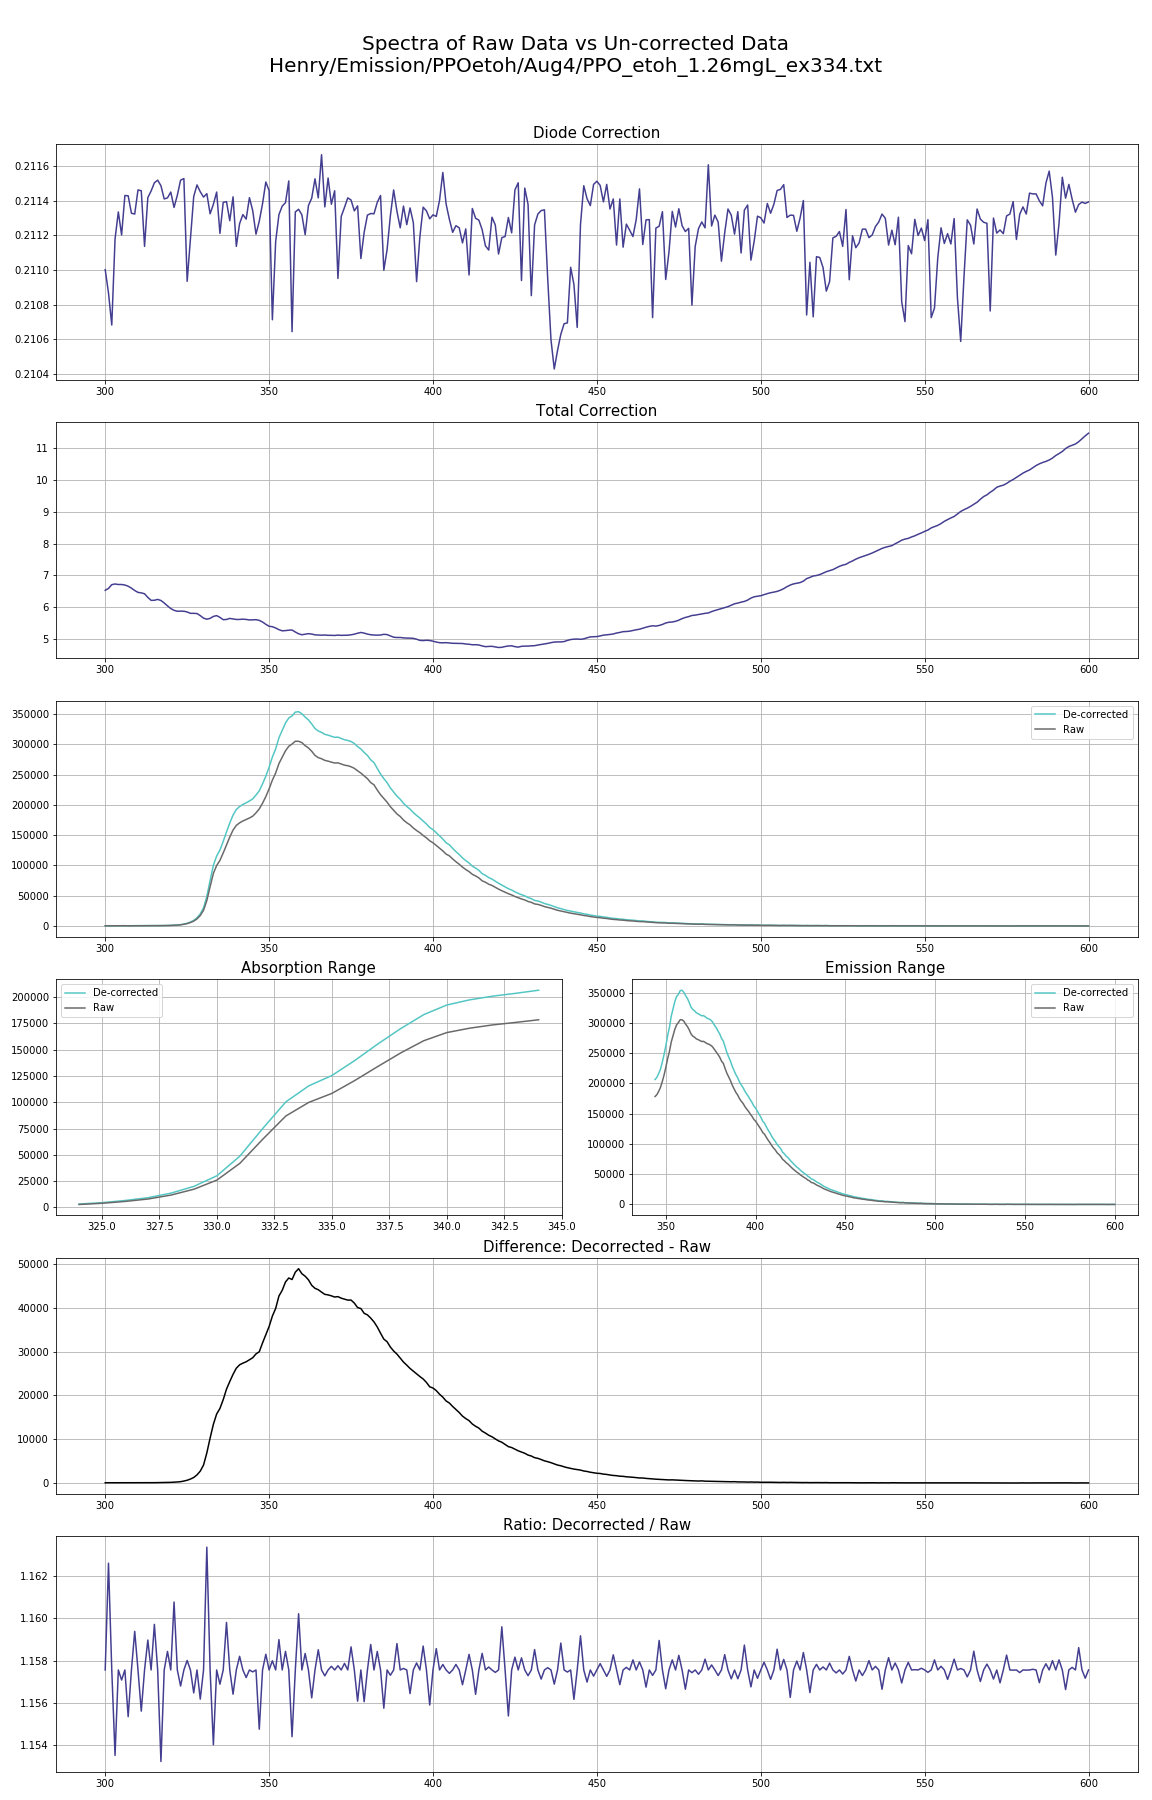 Spectra of Raw Data vs Un-corrected Data
Henry/Emission/PPOetoh/Aug4/PPO_etoh_1.26mgL_ex334.txt
Diode Correction
0.2116
0.2114
0.2112
0.2110
0.2108
0.2106
0.2104
300 350 400 450 500 550 600
Total Correction
11
10
9
8
7
6
5
300 350 400 450 500 550 600
350000
300000
250000
200000
150000
100000
50000
0
De-corrected
Raw
300 350 400 450 500 550 600
Absorption Range
200000
175000
150000
125000
100000
75000
50000
25000
0
De-corrected
Raw
325.0 327.5 330.0 332.5 335.0 337.5 340.0 342.5 345.0
Emission Range
350000
300000
250000
200000
150000
100000
50000
0
De-corrected
Raw
350 400 450 500 550 600
Difference: Decorrected - Raw
50000
40000
30000
20000
10000
0
300 350 400 450 500 550 600
Ratio: Decorrected / Raw
1.162
1.160
1.158
1.156
1.154
300 350 400 450 500 550 600